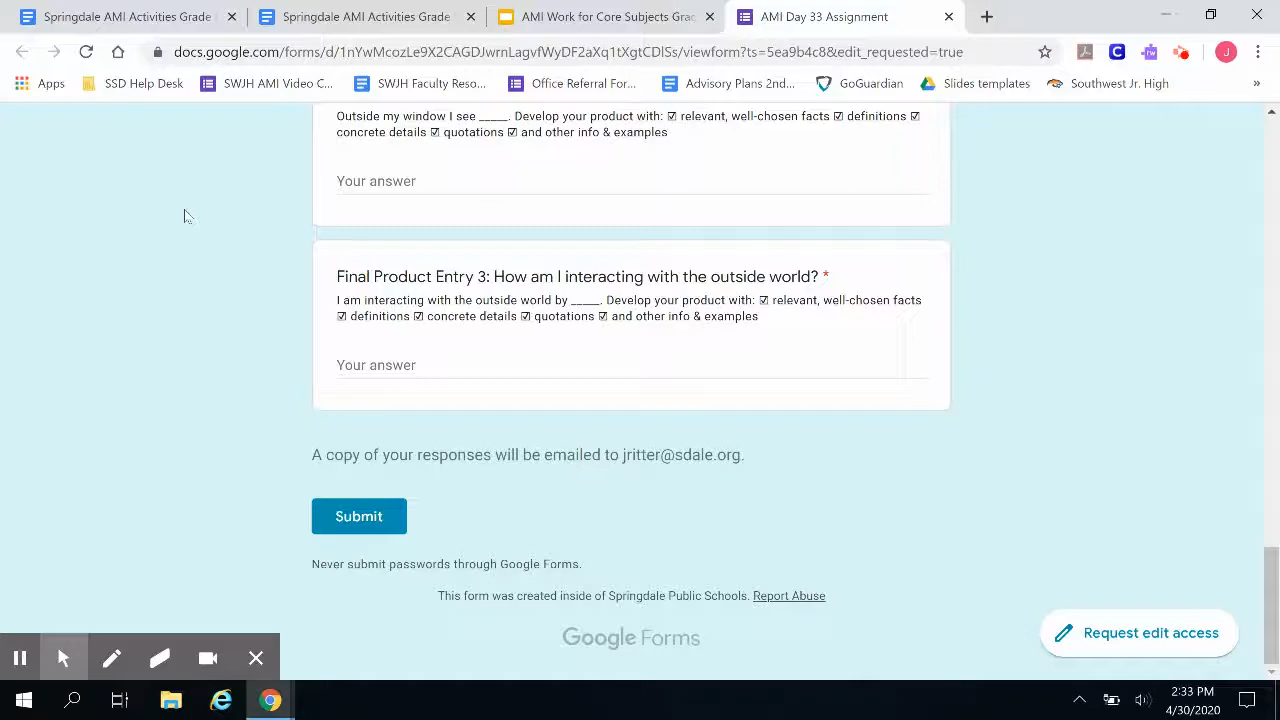 Springdale AMI Activities Grade
Springdale AMI Activities Grade
AMI Work for Core Subjects Gr
AMI Day 33 Assignment
docs.google.com/forms/d/1nYwMcozLe9X2CAGDJwrnLagvfWyDF2aXq1tXgtCDlSs/viewform?ts=5ea9b4c8&edit_requested=true
Apps
SSD Help Desk
SWJH AMI Video C...
SWJH Faculty Reso...
Office Referral For...
Advisory Plans 2nd...
GoGuardian
Slides templates
Southwest Jr. High
»
Outside my window I see _____. Develop your product with: ☑ relevant, well-chosen facts ☑ definitions ☑
concrete details ☑ quotations ☑ and other info & examples
Your answer
Final Product Entry 3: How am I interacting with the outside world? *
I am interacting with the outside world by _____. Develop your product with: ☑ relevant, well-chosen facts
☑ definitions ☑ concrete details ☑ quotations ☑ and other info & examples
Your answer
A copy of your responses will be emailed to jritter@sdale.org.
Submit
Never submit passwords through Google Forms.
This form was created inside of Springdale Public Schools. Report Abuse
Google Forms
Request edit access
2:33 PM
4/30/2020